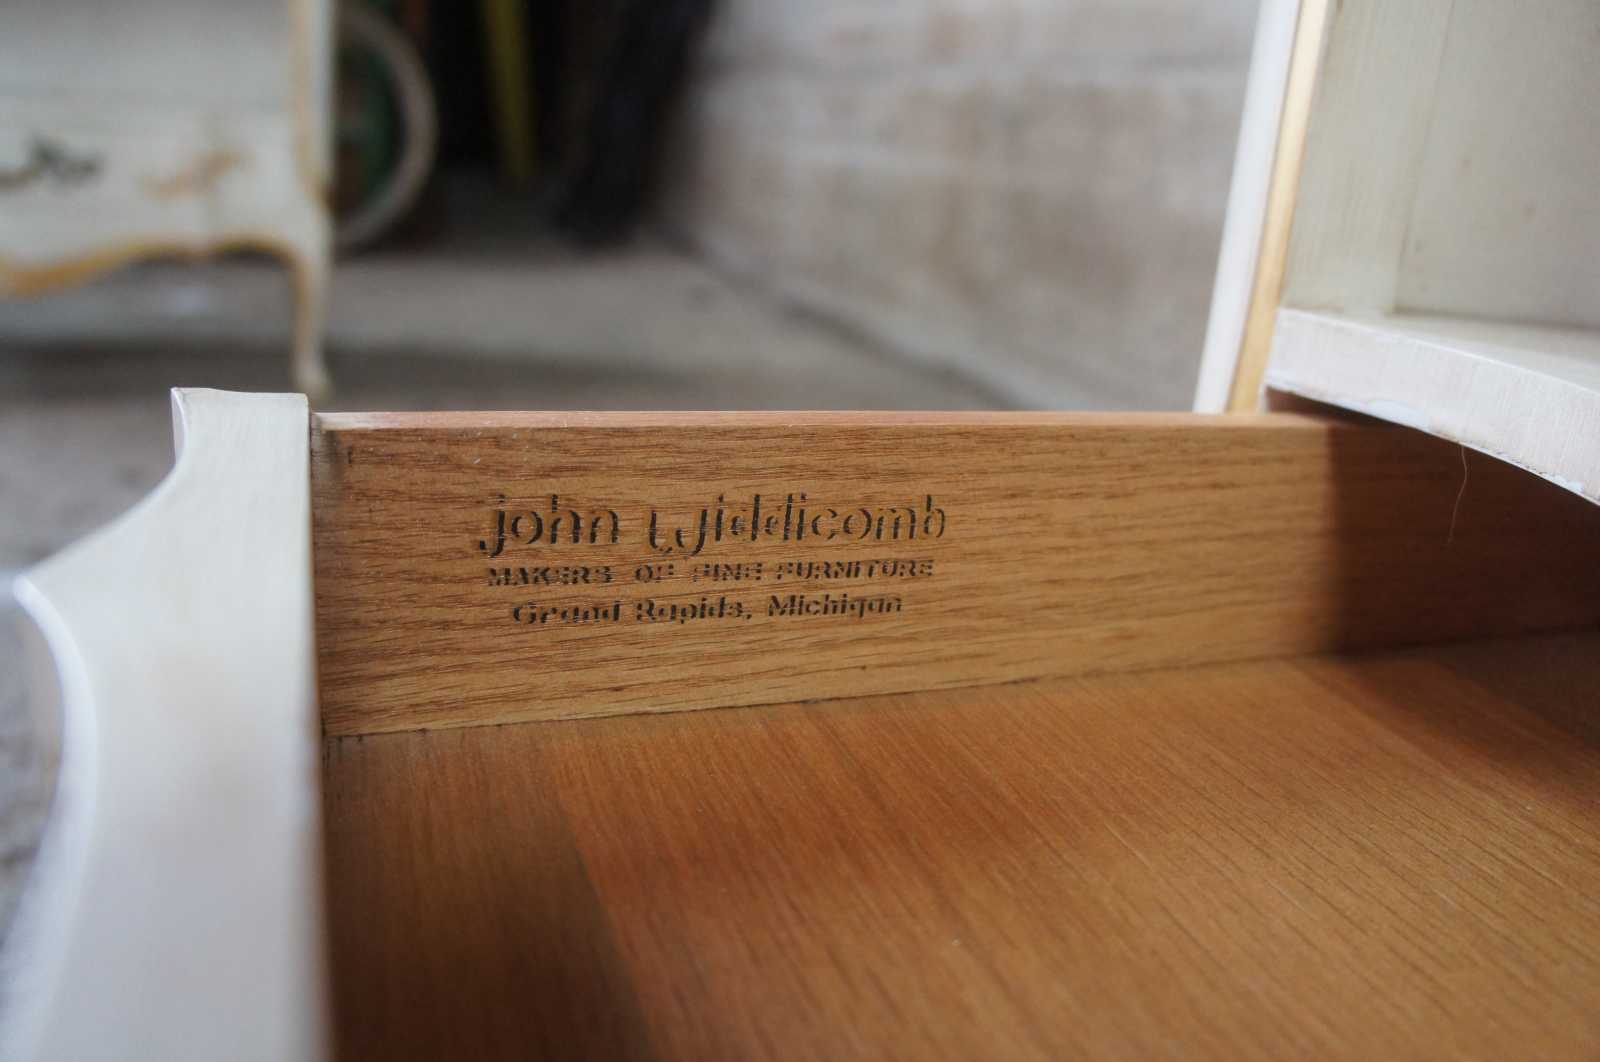 john widdicomb
MAKERS OF FINE FURNITURE
Grand Rapids, Michigan